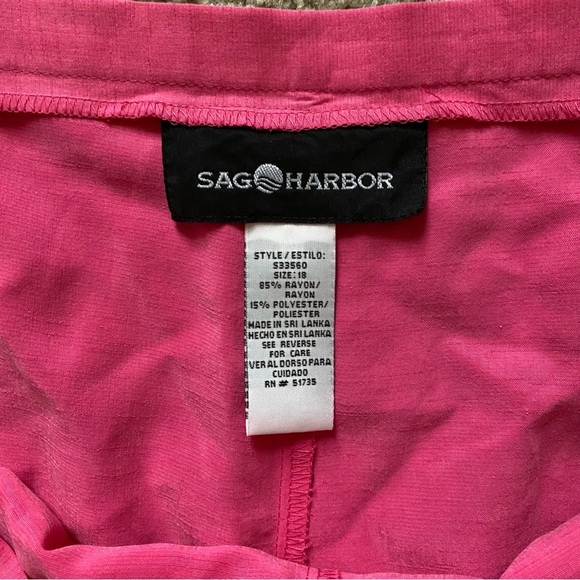 SAG HARBOR
STYLE / ESTILO:
S33560
SIZE: 18
85% RAYON/
RAYON
15% POLYESTER/
POLIESTER
MADE IN SRI LANKA
HECHO EN SRI LANKA
SEE REVERSE
FOR CARE
VER AL DORSO PARA
CUIDADO
RN # 51735